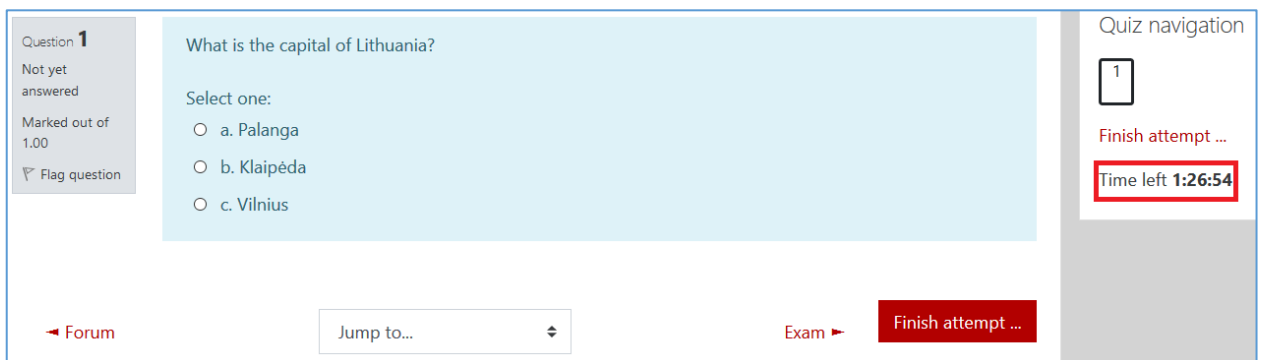 Question 1
Not yet
answered
Marked out of
1.00
Flag question
What is the capital of Lithuania?
Select one:
a. Palanga
b. Klaipėda
c. Vilnius
Quiz navigation
1
Finish attempt ...
Time left 1:26:54
◄ Forum
Jump to...
Exam ►
Finish attempt ...